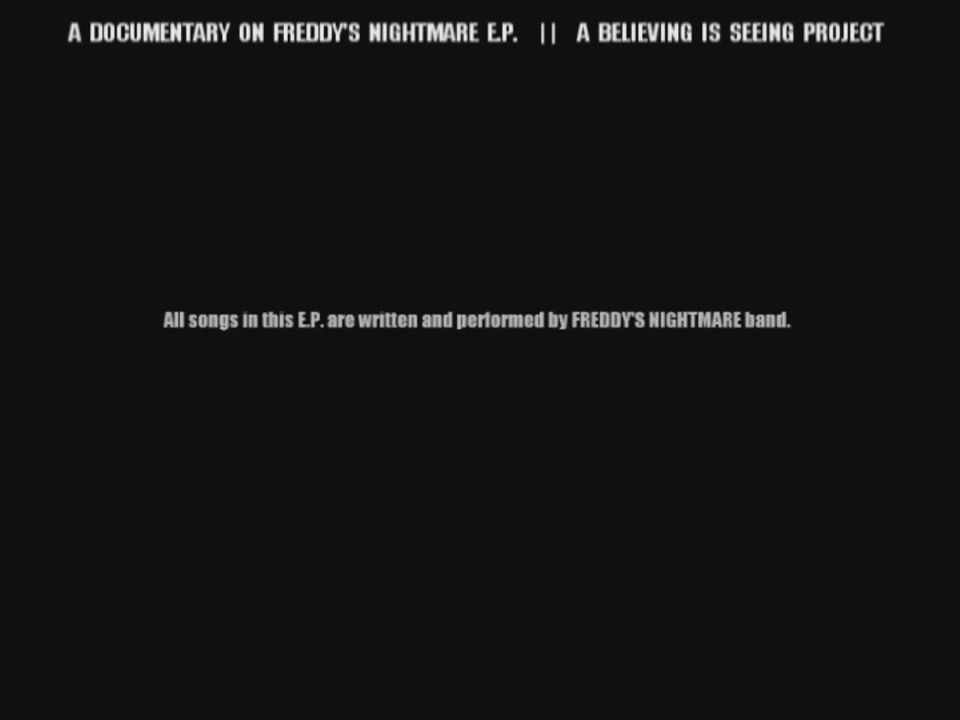 A DOCUMENTARY ON FREDDY'S NIGHTMARE E.P. || A BELIEVING IS SEEING PROJECT
All songs in this E.P. are written and performed by FREDDY'S NIGHTMARE band.